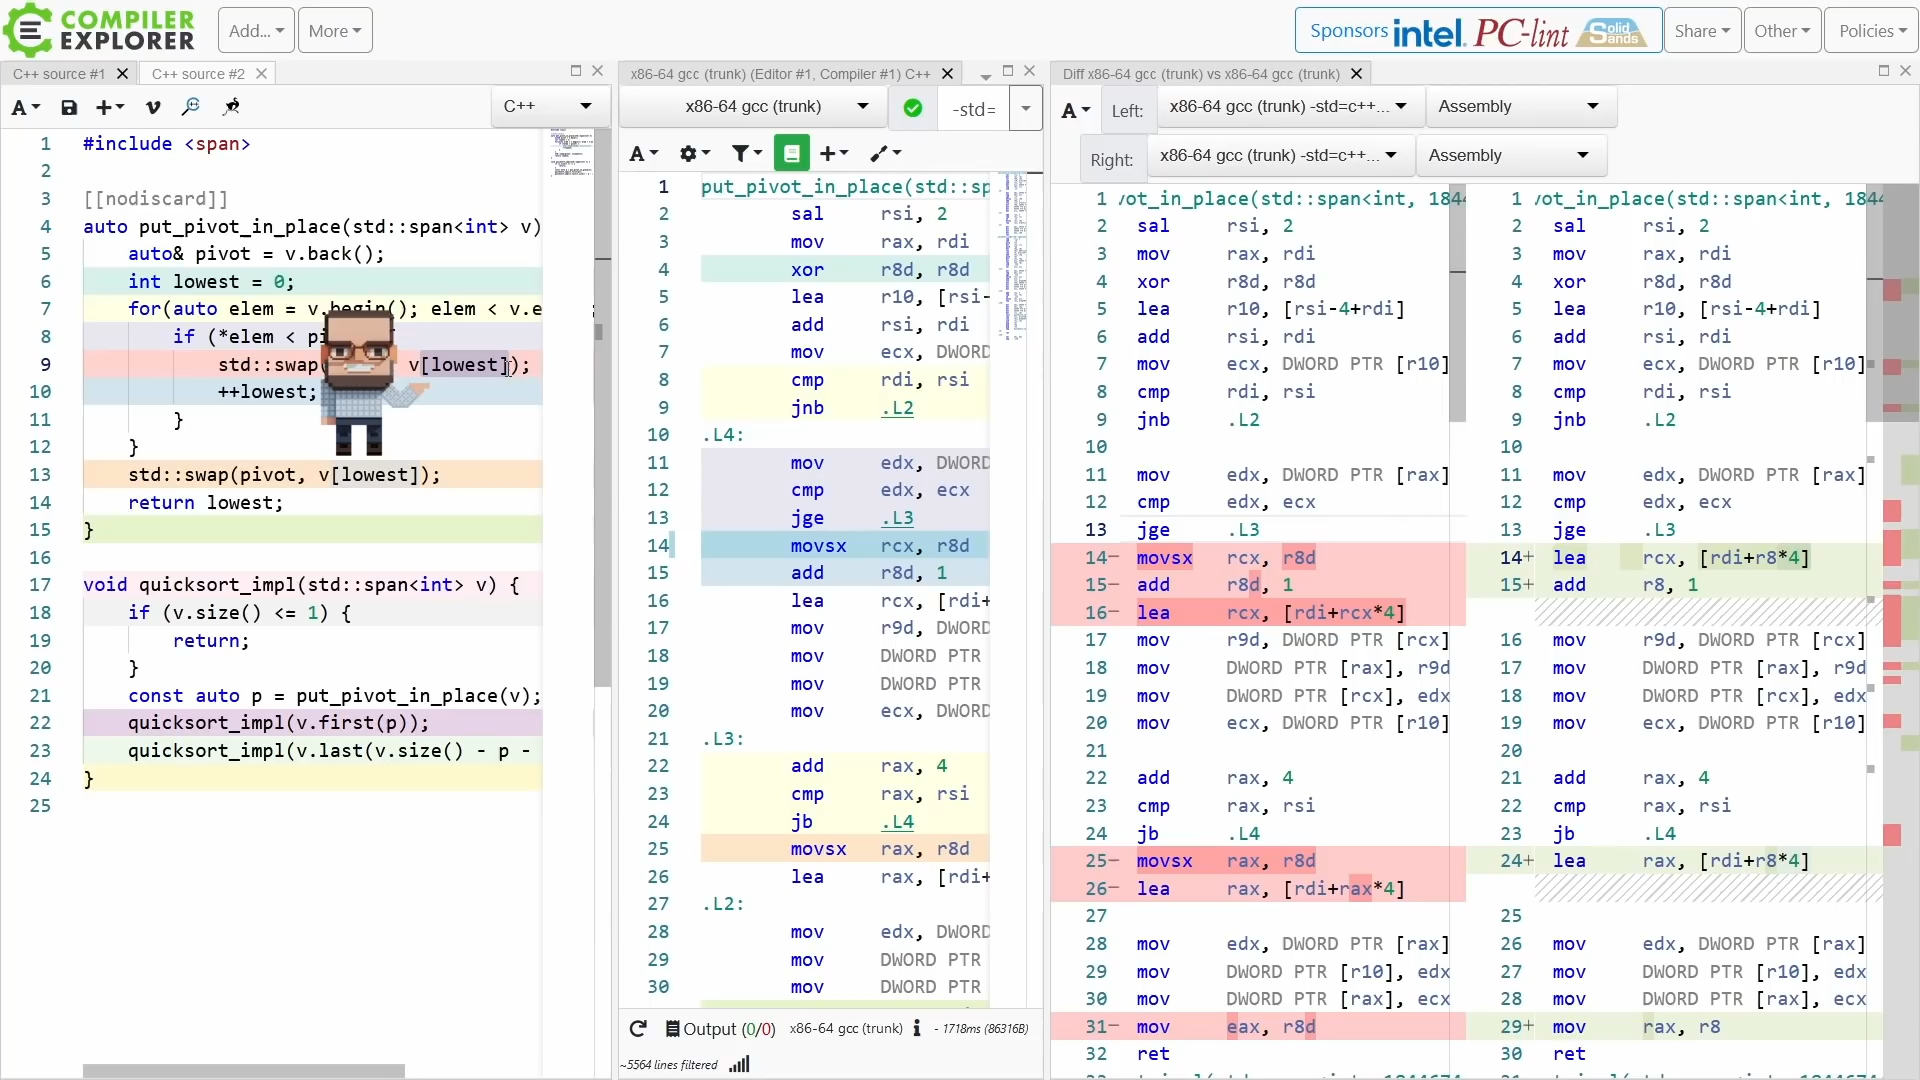 COMPILER EXPLORER
Add...
More
Sponsors intel. PC-lint Solid Sands
Share
Other
Policies
C++ source #1
C++ source #2
C++
1 #include <span>
2
3 [[nodiscard]]
4 auto put_pivot_in_place(std::span<int> v)
5 auto& pivot = v.back();
6 int lowest = 0;
7 for(auto elem = v.begin(); elem < v.e
8 if (*elem < pi
9 std::swap( v[lowest]);
10 ++lowest;
11 }
12 }
13 std::swap(pivot, v[lowest]);
14 return lowest;
15 }
16
17 void quicksort_impl(std::span<int> v) {
18 if (v.size() <= 1) {
19 return;
20 }
21 const auto p = put_pivot_in_place(v);
22 quicksort_impl(v.first(p));
23 quicksort_impl(v.last(v.size() - p -
24 }
25
x86-64 gcc (trunk) (Editor #1, Compiler #1) C++
x86-64 gcc (trunk)
-std=
1 put_pivot_in_place(std::sp
2 sal rsi, 2
3 mov rax, rdi
4 xor r8d, r8d
5 lea r10, [rsi-
6 add rsi, rdi
7 mov ecx, DWORD
8 cmp rdi, rsi
9 jnb .L2
10 .L4:
11 mov edx, DWORD
12 cmp edx, ecx
13 jge .L3
14 movsx rcx, r8d
15 add r8d, 1
16 lea rcx, [rdi+
17 mov r9d, DWORD
18 mov DWORD PTR
19 mov DWORD PTR
20 mov ecx, DWORD
21 .L3:
22 add rax, 4
23 cmp rax, rsi
24 jb .L4
25 movsx rax, r8d
26 lea rax, [rdi+
27 .L2:
28 mov edx, DWORD
29 mov DWORD PTR
30 mov DWORD PTR
Output (0/0) x86-64 gcc (trunk) i - 1718ms (86316B)
~5564 lines filtered
Diff x86-64 gcc (trunk) vs x86-64 gcc (trunk)
Left: x86-64 gcc (trunk) -std=c++... Assembly
Right: x86-64 gcc (trunk) -std=c++... Assembly
1 ot_in_place(std::span<int, 1844
2 sal rsi, 2
3 mov rax, rdi
4 xor r8d, r8d
5 lea r10, [rsi-4+rdi]
6 add rsi, rdi
7 mov ecx, DWORD PTR [r10]
8 cmp rdi, rsi
9 jnb .L2
10
11 mov edx, DWORD PTR [rax]
12 cmp edx, ecx
13 jge .L3
14- movsx rcx, r8d
15- add r8d, 1
16- lea rcx, [rdi+rcx*4]
17 mov r9d, DWORD PTR [rcx]
18 mov DWORD PTR [rax], r9d
19 mov DWORD PTR [rcx], edx
20 mov ecx, DWORD PTR [r10]
21
22 add rax, 4
23 cmp rax, rsi
24 jb .L4
25- movsx rax, r8d
26- lea rax, [rdi+rax*4]
27
28 mov edx, DWORD PTR [rax]
29 mov DWORD PTR [r10], edx
30 mov DWORD PTR [rax], ecx
31- mov eax, r8d
32 ret
1 ot_in_place(std::span<int, 1844
2 sal rsi, 2
3 mov rax, rdi
4 xor r8d, r8d
5 lea r10, [rsi-4+rdi]
6 add rsi, rdi
7 mov ecx, DWORD PTR [r10]
8 cmp rdi, rsi
9 jnb .L2
10
11 mov edx, DWORD PTR [rax]
12 cmp edx, ecx
13 jge .L3
14+ lea rcx, [rdi+r8*4]
15+ add r8, 1
16 mov r9d, DWORD PTR [rcx]
17 mov DWORD PTR [rax], r9d
18 mov DWORD PTR [rcx], edx
19 mov ecx, DWORD PTR [r10]
20
21 add rax, 4
22 cmp rax, rsi
23 jb .L4
24+ lea rax, [rdi+r8*4]
25
26 mov edx, DWORD PTR [rax]
27 mov DWORD PTR [r10], edx
28 mov DWORD PTR [rax], ecx
29+ mov rax, r8
30 ret